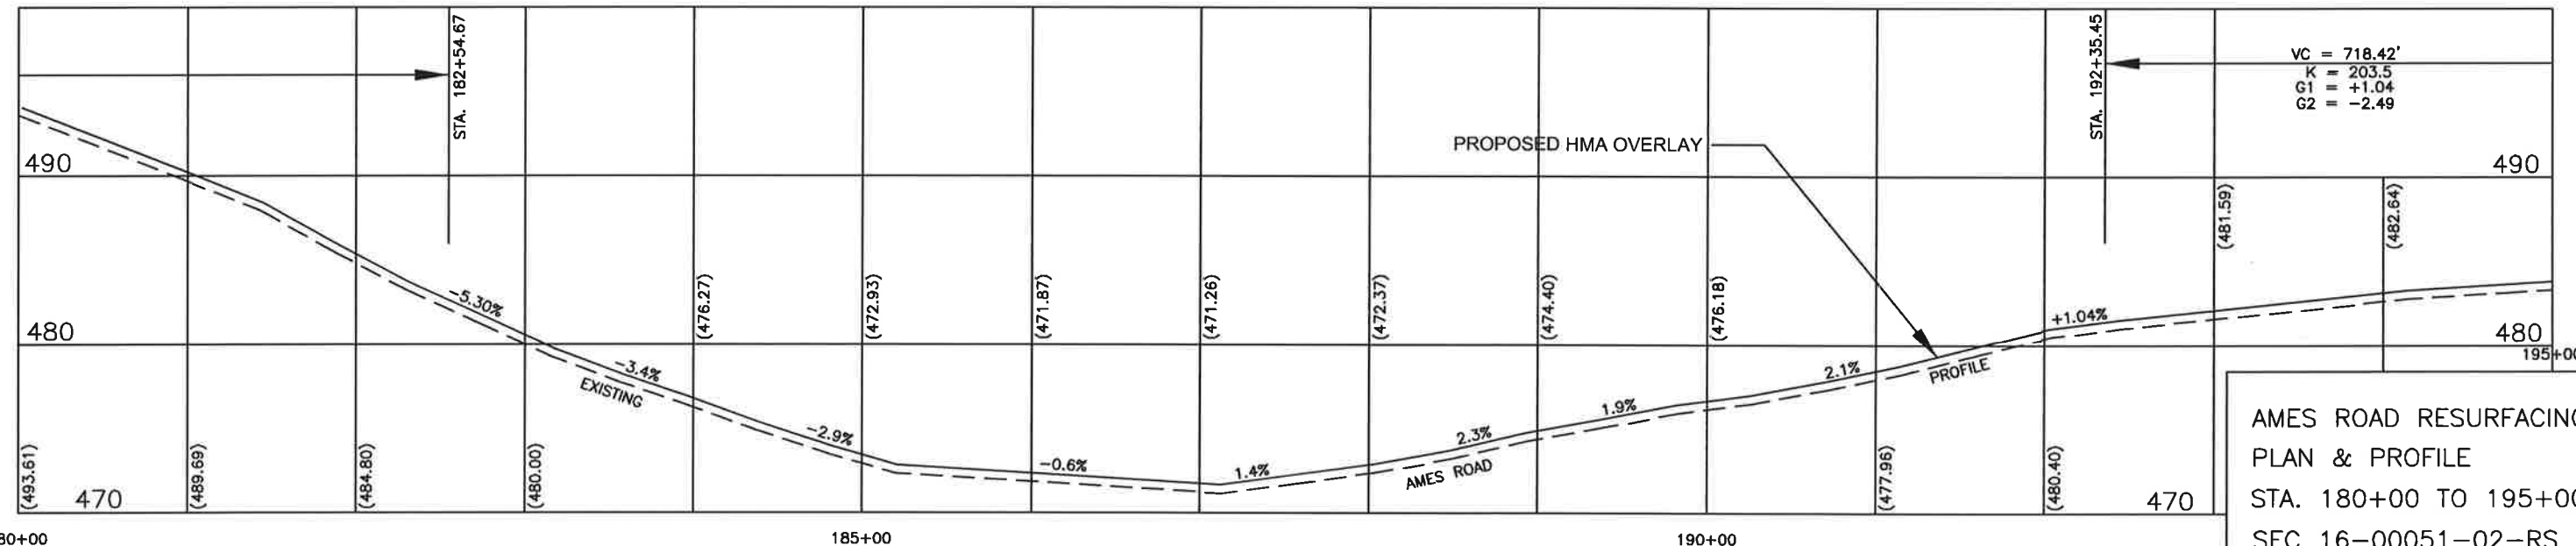 STA. 182+54.67
STA. 192+35.45
VC = 718.42'
K = 203.5
G1 = +1.04
G2 = -2.49
PROPOSED HMA OVERLAY
490
490
(481.59)
(482.64)
-5.30%
(476.27)
(472.93)
(471.87)
(471.26)
(472.37)
(474.40)
(476.18)
+1.04%
480
480
195+00
-3.4%
EXISTING
2.1%
PROFILE
1.9%
-2.9%
2.3%
-0.6%
1.4%
AMES ROAD
(493.61)
470
(489.69)
(484.80)
(480.00)
(477.96)
(480.40)
470
AMES ROAD RESURFACING
PLAN & PROFILE
STA. 180+00 TO 195+00
SEC 16-00051-02-RS
80+00
185+00
190+00